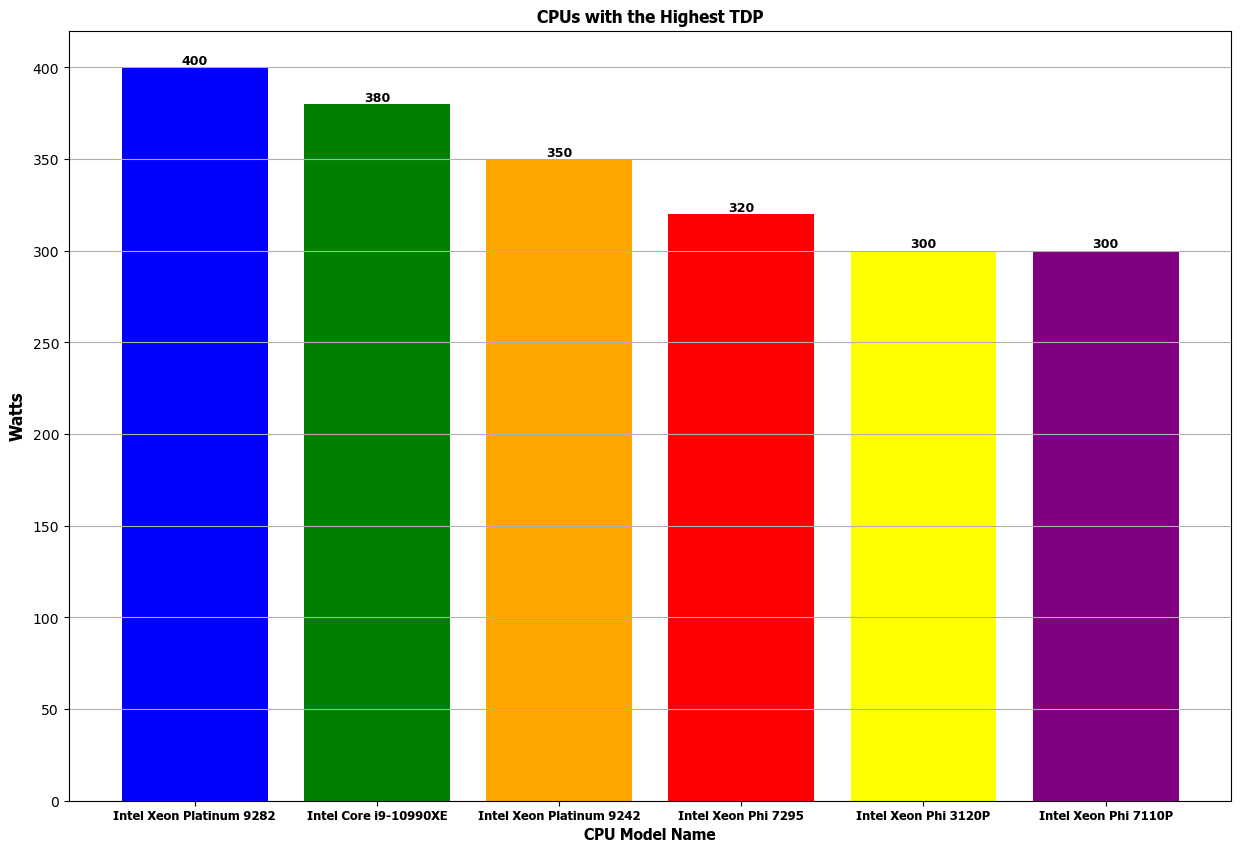 CPUs with the Highest TDP
400
380
350
320
300
300
400
350
300
250
200
150
100
50
0
Watts
Intel Xeon Platinum 9282
Intel Core i9-10990XE
Intel Xeon Platinum 9242
Intel Xeon Phi 7295
Intel Xeon Phi 3120P
Intel Xeon Phi 7110P
CPU Model Name